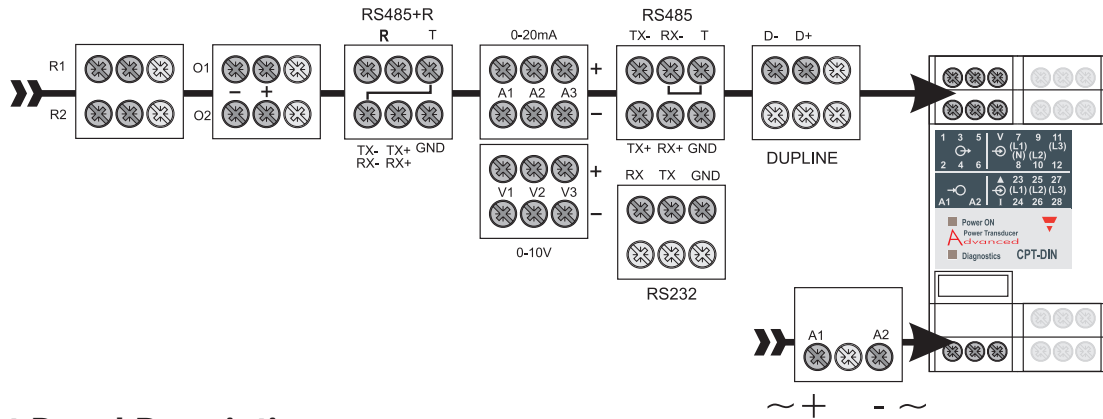 RS485+R
R T
0-20mA
RS485
TX- RX- T
D- D+
R1
R2
O1
O2
- +
A1 A2 A3
+
-
TX- TX+ GND
RX- RX+
TX+ RX+ GND
DUPLINE
V1 V2 V3
+
-
0-10V
RX TX GND
RS232
1 3 5
2 4 6
V 7 9 11
(L1) (L3)
(N) (L2)
8 10 12
A1 A2
▲ 23 25 27
(L1) (L2) (L3)
I 24 26 28
Power ON
Power Transducer
Advanced
Diagnostics CPT-DIN
A1 A2
~ + - ~